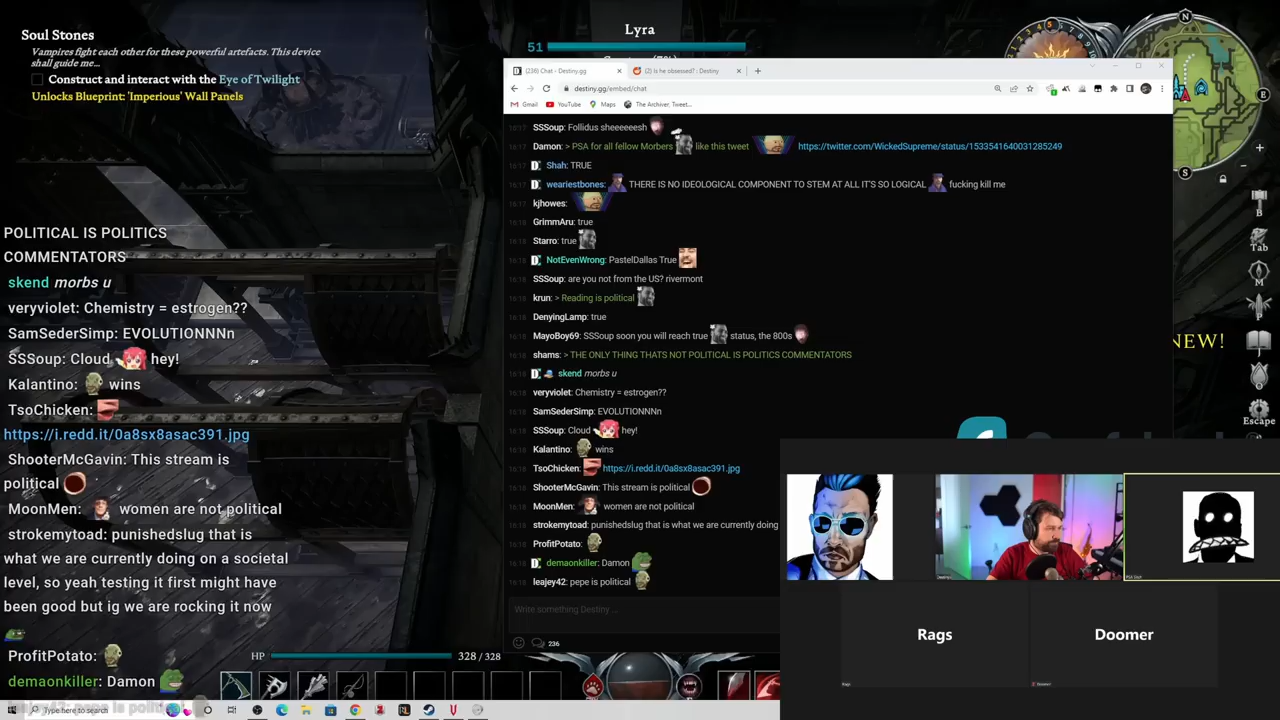 Soul Stones
Vampires fight each other for these powerful artefacts. This device
shall guide me...
Construct and interact with the Eye of Twilight
Unlocks Blueprint: 'Imperious' Wall Panels
Lyra
51
(236) Chat - Destiny.gg
(2) Is he obsessed? : Destiny
destiny.gg/embed/chat
Gmail
YouTube
Maps
The Archiver, Tweet...
SSSoup: Follidus sheeeeeesh
Damon: > PSA for all fellow Morbers like this tweet https://twitter.com/WickedSupreme/status/1533541640031285249
Shah: TRUE
weariestbones: THERE IS NO IDEOLOGICAL COMPONENT TO STEM AT ALL IT'S SO LOGICAL fucking kill me
kjhowes:
GrimmAru: true
Starro: true
NotEvenWrong: PastelDallas True
SSSoup: are you not from the US? rivermont
krun: > Reading is political
DenyingLamp: true
MayoBoy69: SSSoup soon you will reach true status, the 800s
shams: > THE ONLY THING THATS NOT POLITICAL IS POLITICS COMMENTATORS
skend morbs u
veryviolet: Chemistry = estrogen??
SamSederSimp: EVOLUTIONNNn
SSSoup: Cloud hey!
Kalantino: wins
TsoChicken: https://i.redd.it/0a8sx8asac391.jpg
ShooterMcGavin: This stream is political
MoonMen: women are not political
strokemytoad: punishedslug that is what we are currently doing
ProfitPotato:
demaonkiller: Damon
leajey42: pepe is political
Write something Destiny ...
236
POLITICAL IS POLITICS
COMMENTATORS
skend morbs u
veryviolet: Chemistry = estrogen??
SamSederSimp: EVOLUTIONNNn
SSSoup: Cloud hey!
Kalantino: wins
TsoChicken:
https://i.redd.it/0a8sx8asac391.jpg
ShooterMcGavin: This stream is
political
MoonMen: women are not political
strokemytoad: punishedslug that is
what we are currently doing on a societal
level, so yeah testing it first might have
been good but ig we are rocking it now
ProfitPotato:
demaonkiller: Damon
leajey42: pepe is political
Type here to search
HP
328 / 328
N
E
S
B
Tab
M
J
Escape
NEW!
Rags
Doomer
Rags